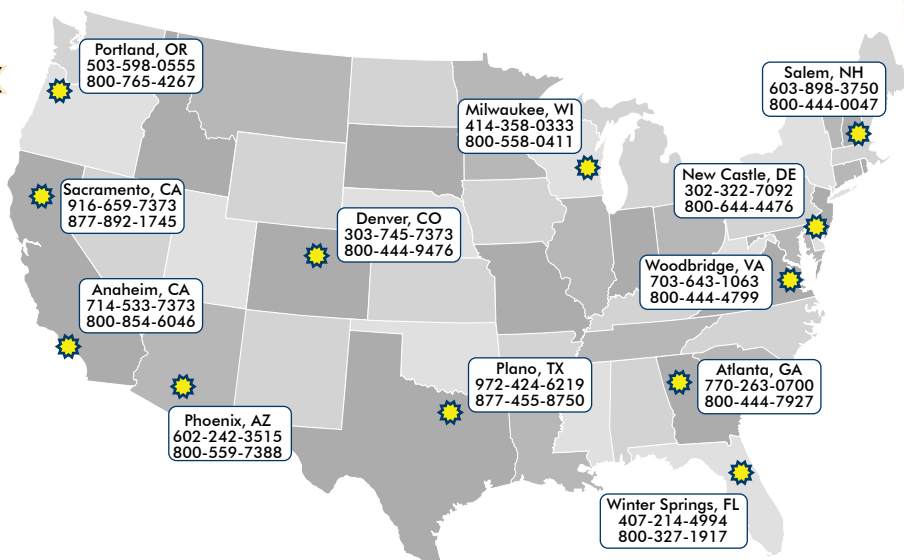 Portland, OR
503-598-0555
800-765-4267
Salem, NH
603-898-3750
800-444-0047
Milwaukee, WI
414-358-0333
800-558-0411
New Castle, DE
302-322-7092
800-644-4476
Sacramento, CA
916-659-7373
877-892-1745
Denver, CO
303-745-7373
800-444-9476
Woodbridge, VA
703-643-1063
800-444-4799
Anaheim, CA
714-533-7373
800-854-6046
Plano, TX
972-424-6219
877-455-8750
Atlanta, GA
770-263-0700
800-444-7927
Phoenix, AZ
602-242-3515
800-559-7388
Winter Springs, FL
407-214-4994
800-327-1917